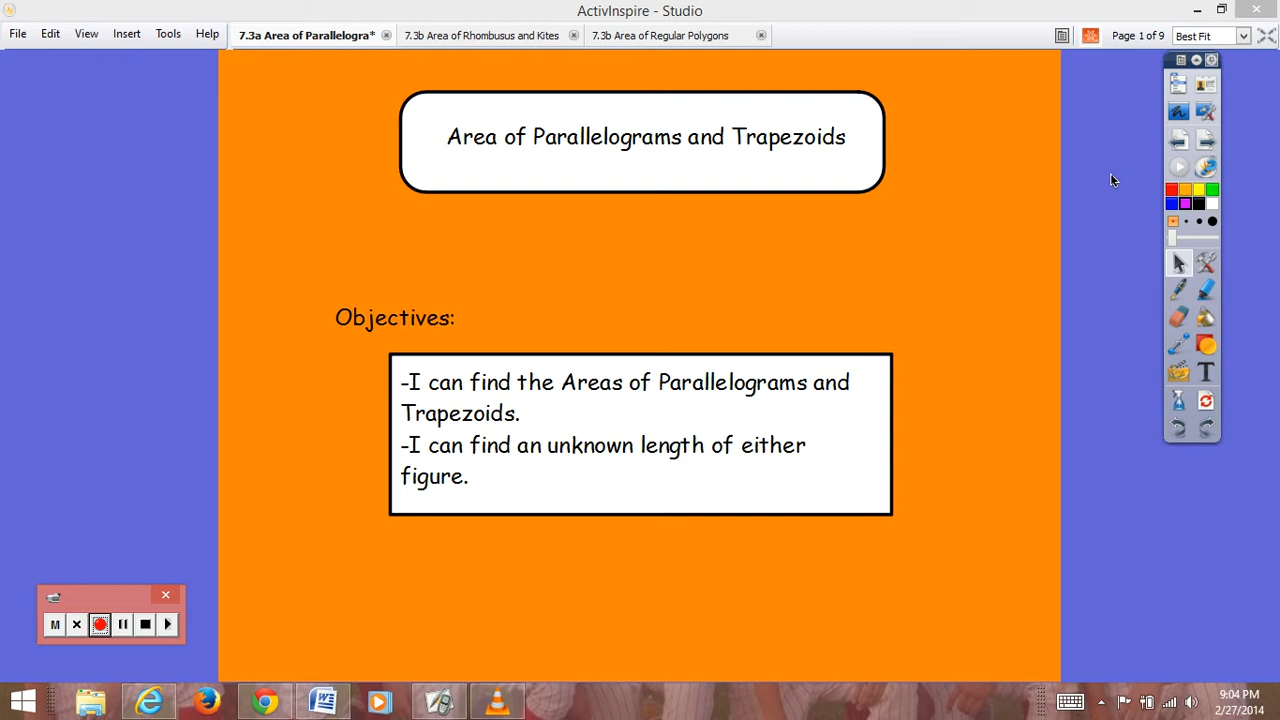 ActivInspire - Studio
File Edit View Insert Tools Help 7.3a Area of Parallelogra* 7.3b Area of Rhombusus and Kites 7.3b Area of Regular Polygons Page 1 of 9 Best Fit
Area of Parallelograms and Trapezoids
Objectives:
-I can find the Areas of Parallelograms and
Trapezoids.
-I can find an unknown length of either
figure.
M
T
9:04 PM
2/27/2014